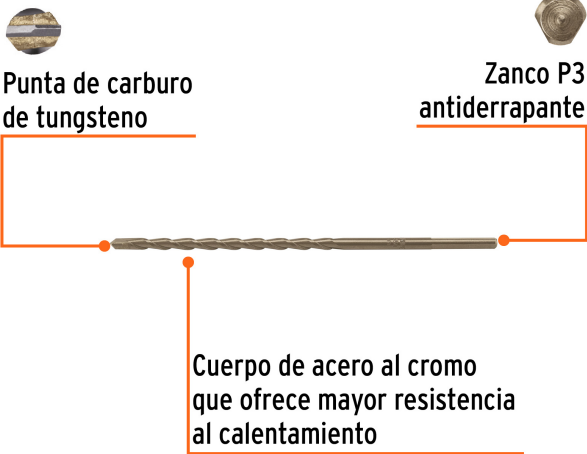 Punta de carburo
de tungsteno
Zanco P3
antiderrapante
Cuerpo de acero al cromo
que ofrece mayor resistencia
al calentamiento